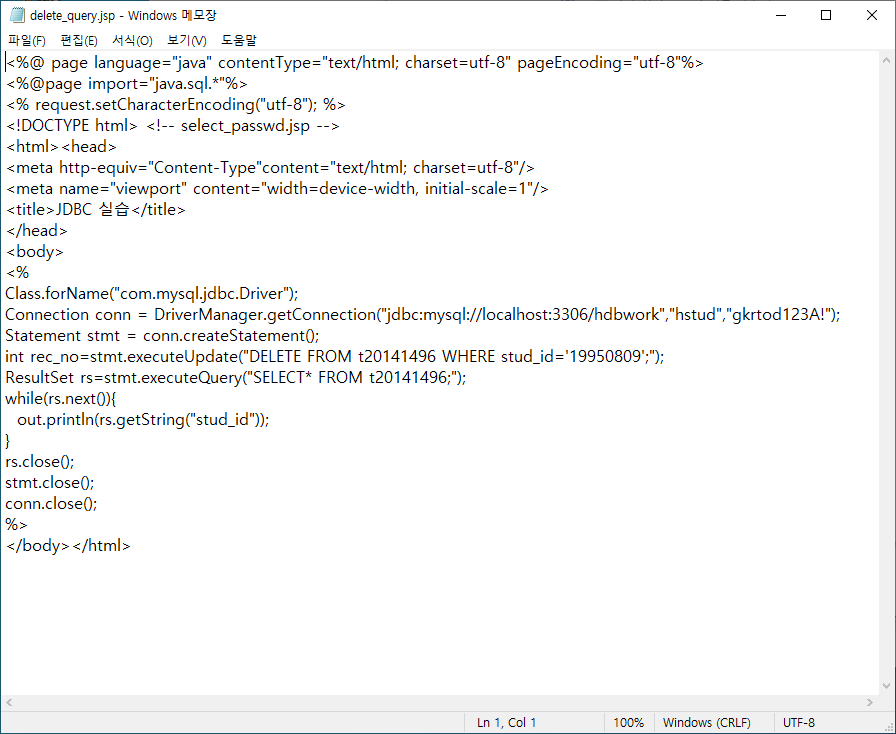 delete_query.jsp - Windows 메모장
파일(F) 편집(E) 서식(O) 보기(V) 도움말
<%@ page language="java" contentType="text/html; charset=utf-8" pageEncoding="utf-8"%>
<%@page import="java.sql.*"%>
<% request.setCharacterEncoding("utf-8"); %>
<!DOCTYPE html> <!-- select_passwd.jsp -->
<html><head>
<meta http-equiv="Content-Type"content="text/html; charset=utf-8"/>
<meta name="viewport" content="width=device-width, initial-scale=1"/>
<title>JDBC 실습</title>
</head>
<body>
<%
Class.forName("com.mysql.jdbc.Driver");
Connection conn = DriverManager.getConnection("jdbc:mysql://localhost:3306/hdbwork","hstud","gkrtod123A!");
Statement stmt = conn.createStatement();
int rec_no=stmt.executeUpdate("DELETE FROM t20141496 WHERE stud_id='19950809';");
ResultSet rs=stmt.executeQuery("SELECT* FROM t20141496;");
while(rs.next()){
   out.println(rs.getString("stud_id"));
}
rs.close();
stmt.close();
conn.close();
%>
</body></html>
Ln 1, Col 1 100% Windows (CRLF) UTF-8